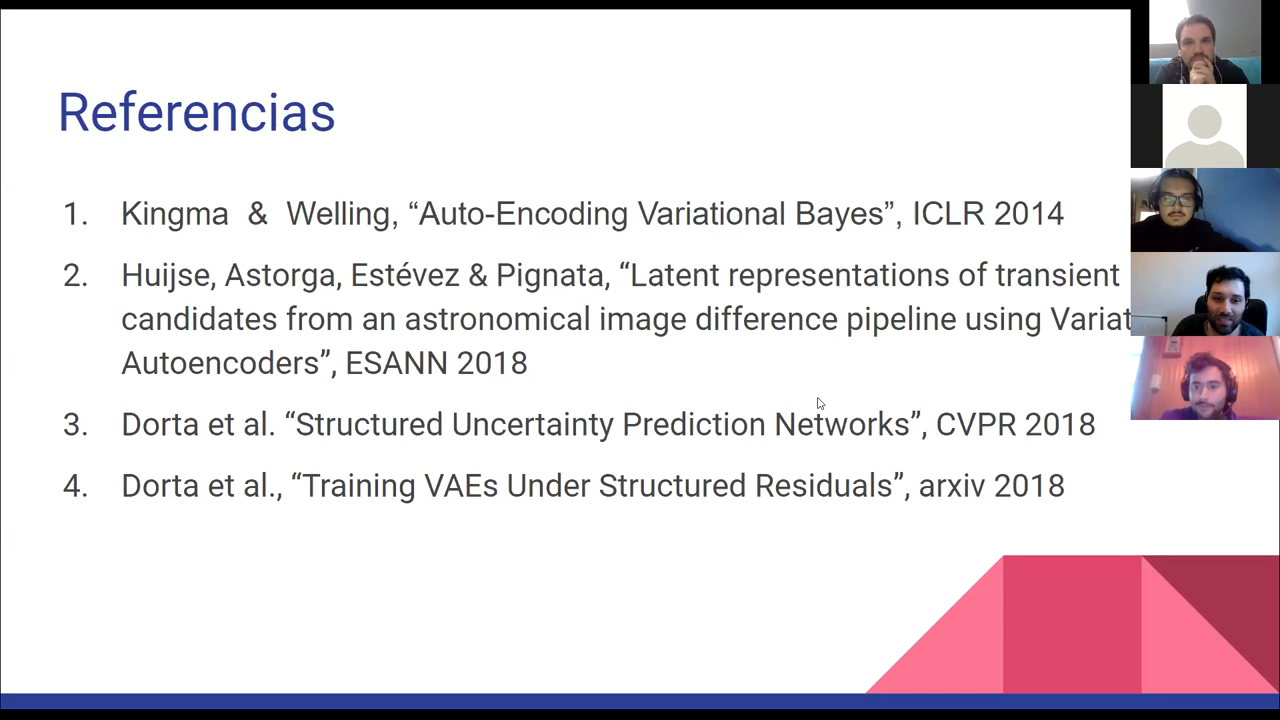 Referencias
1. Kingma & Welling, “Auto-Encoding Variational Bayes”, ICLR 2014
2. Huijse, Astorga, Estévez & Pignata, “Latent representations of transient
candidates from an astronomical image difference pipeline using Variat
Autoencoders”, ESANN 2018
3. Dorta et al. “Structured Uncertainty Prediction Networks”, CVPR 2018
4. Dorta et al., “Training VAEs Under Structured Residuals”, arxiv 2018